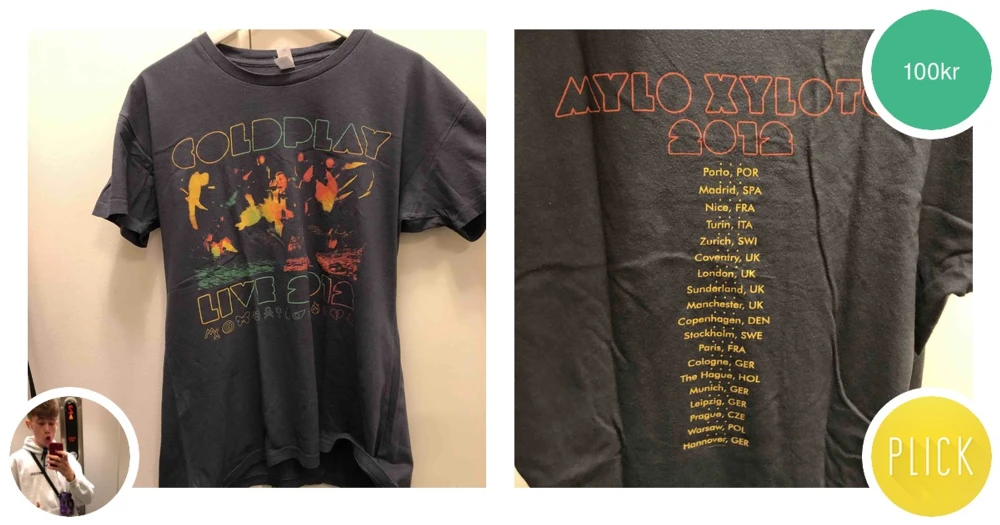 COLDPLAY
LIVE 2012
MYLO XYLOTO
2012
Porto, POR
Madrid, SPA
Nice, FRA
Turin, ITA
Zurich, SWI
Coventry, UK
London, UK
Sunderland, UK
Manchester, UK
Copenhagen, DEN
Stockholm, SWE
Paris, FRA
Cologne, GER
The Hague, HOL
Munich, GER
Leipzig, GER
Prague, CZE
Warsaw, POL
Hannover, GER
100kr
PLICK